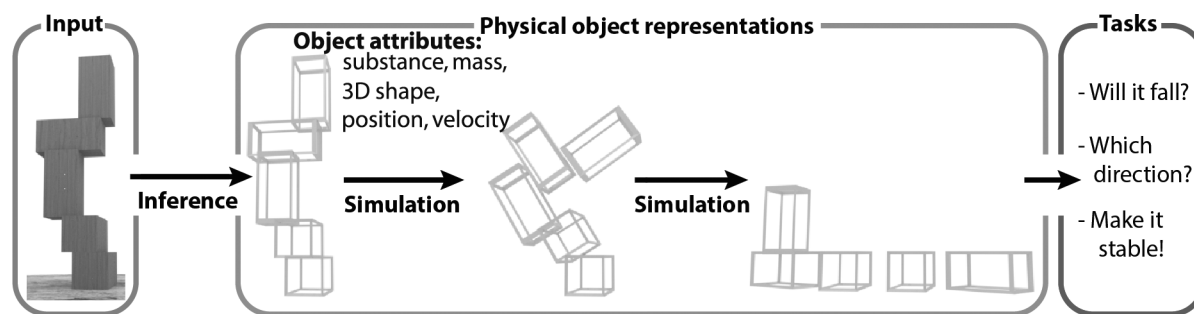 Input
Physical object representations
Tasks
Object attributes:
substance, mass,
3D shape,
position, velocity
Inference
Simulation
Simulation
- Will it fall?
- Which
direction?
- Make it
stable!